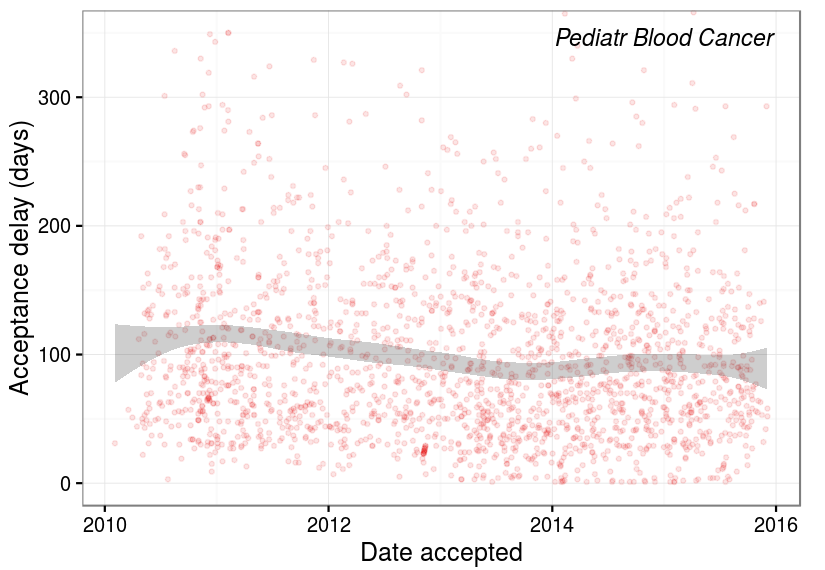 Pediatr Blood Cancer
Acceptance delay (days)
300
200
100
0
2010 2012 2014 2016
Date accepted